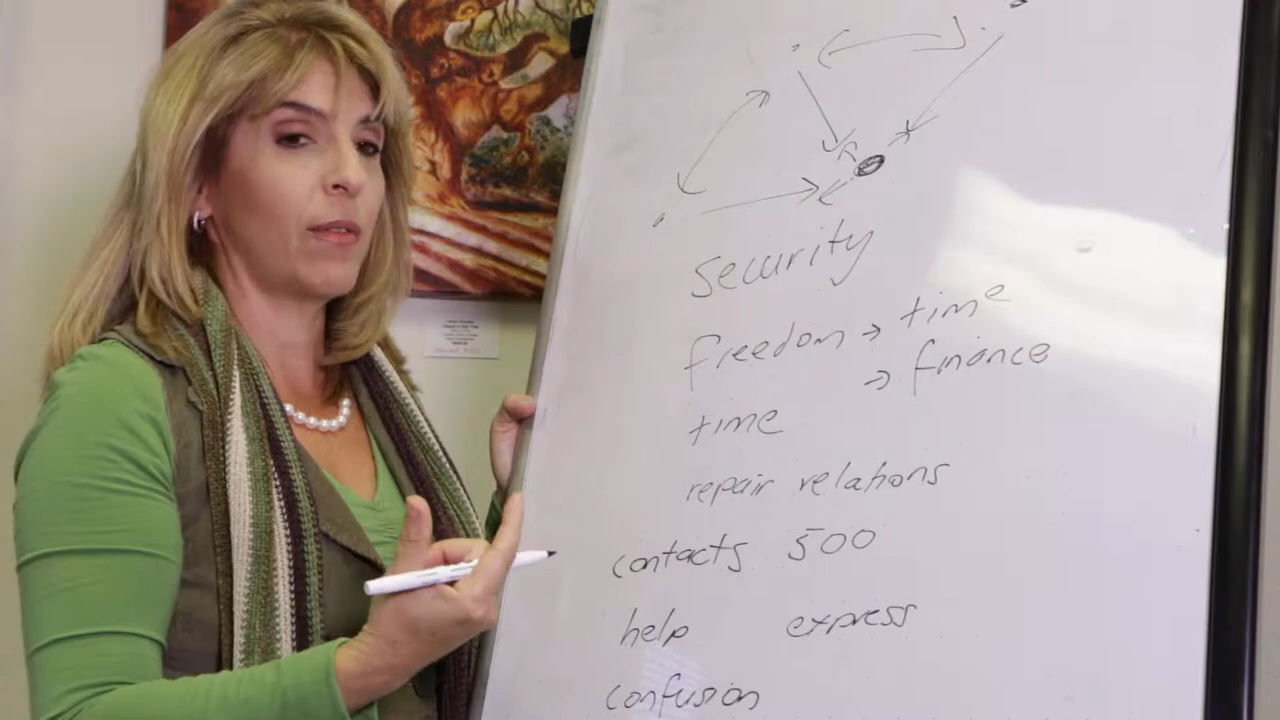 security
freedom → time
→ finance
time
repair relations
contacts 500
help express
confusion